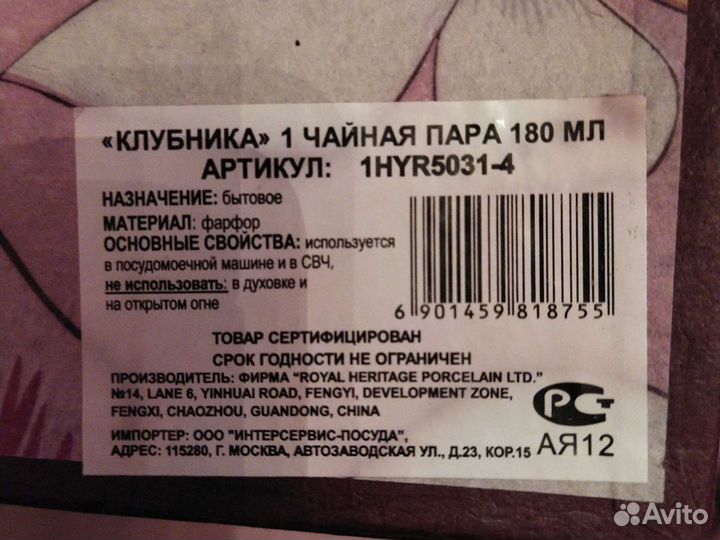 «КЛУБНИКА» 1 ЧАЙНАЯ ПАРА 180 МЛ
АРТИКУЛ: 1HYR5031-4
НАЗНАЧЕНИЕ: бытовое
МАТЕРИАЛ: фарфор
ОСНОВНЫЕ СВОЙСТВА: используется
в посудомоечной машине и в СВЧ,
не использовать: в духовке и
на открытом огне
6 901459 818755
ТОВАР СЕРТИФИЦИРОВАН
СРОК ГОДНОСТИ НЕ ОГРАНИЧЕН
ПРОИЗВОДИТЕЛЬ: ФИРМА "ROYAL HERITAGE PORCELAIN LTD."
№14, LANE 6, YINHUAI ROAD, FENGYI, DEVELOPMENT ZONE,
FENGXI, CHAOZHOU, GUANDONG, CHINA
ИМПОРТЕР: ООО "ИНТЕРСЕРВИС-ПОСУДА",
АДРЕС: 115280, Г. МОСКВА, АВТОЗАВОДСКАЯ УЛ., Д.23, КОР.15
РСТ
АЯ12
Avito